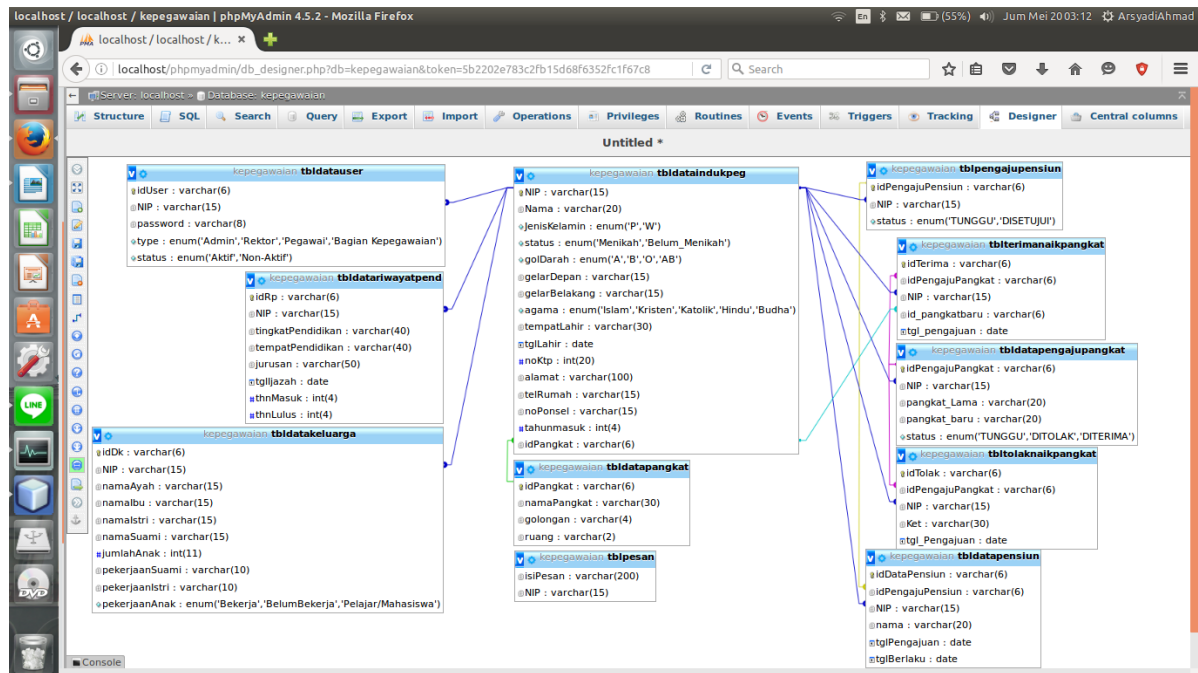 localhost / localhost / kepegawaian | phpMyAdmin 4.5.2 - Mozilla Firefox
En (55%) Jum Mei 20 03:12 ArsyadiAhmad
PMA localhost / localhost / k...
localhost/phpmyadmin/db_designer.php?db=kepegawaian&token=5b2202e783c2fb15d68f6352fc1f67c8 Search
Server: localhost » Database: kepegawaian
Structure SQL Search Query Export Import Operations Privileges Routines Events Triggers Tracking Designer Central columns
Untitled *
kepegawaian tbldatauser
idUser : varchar(6)
NIP : varchar(15)
password : varchar(8)
type : enum('Admin','Rektor','Pegawai','Bagian Kepegawaian')
status : enum('Aktif','Non-Aktif')
kepegawaian tbldatariwayatpend
idRp : varchar(6)
NIP : varchar(15)
tingkatPendidikan : varchar(40)
tempatPendidikan : varchar(40)
jurusan : varchar(50)
tglIjazah : date
thnMasuk : int(4)
thnLulus : int(4)
kepegawaian tbldatakeluarga
idDk : varchar(6)
NIP : varchar(15)
namaAyah : varchar(15)
namaIbu : varchar(15)
namaIstri : varchar(15)
namaSuami : varchar(15)
jumlahAnak : int(11)
pekerjaanSuami : varchar(10)
pekerjaanIstri : varchar(10)
pekerjaanAnak : enum('Bekerja','BelumBekerja','Pelajar/Mahasiswa')
kepegawaian tbldataindukpeg
NIP : varchar(15)
Nama : varchar(20)
JenisKelamin : enum('P','W')
status : enum('Menikah','Belum_Menikah')
golDarah : enum('A','B','O','AB')
gelarDepan : varchar(15)
gelarBelakang : varchar(15)
agama : enum('Islam','Kristen','Katolik','Hindu','Budha')
tempatLahir : varchar(30)
tglLahir : date
noKtp : int(20)
alamat : varchar(100)
telRumah : varchar(15)
noPonsel : varchar(15)
tahunmasuk : int(4)
idPangkat : varchar(6)
kepegawaian tbldatapangkat
idPangkat : varchar(6)
namaPangkat : varchar(30)
golongan : varchar(4)
ruang : varchar(2)
kepegawaian tblpesan
isiPesan : varchar(200)
NIP : varchar(15)
kepegawaian tblpengajupensiun
idPengajuPensiun : varchar(6)
NIP : varchar(15)
status : enum('TUNGGU','DISETUJUI')
kepegawaian tblterimanaikpangkat
idTerima : varchar(6)
idPengajuPangkat : varchar(6)
NIP : varchar(15)
id_pangkatbaru : varchar(6)
tgl_pengajuan : date
kepegawaian tbldatapengajupangkat
idPengajuPangkat : varchar(6)
NIP : varchar(15)
pangkat_Lama : varchar(20)
pangkat_baru : varchar(20)
status : enum('TUNGGU','DITOLAK','DITERIMA')
kepegawaian tbltolaknaikpangkat
idTolak : varchar(6)
idPengajuPangkat : varchar(6)
NIP : varchar(15)
Ket : varchar(30)
tgl_Pengajuan : date
kepegawaian tbldatapensiun
idDataPensiun : varchar(6)
idPengajuPensiun : varchar(6)
NIP : varchar(15)
nama : varchar(20)
tglPengajuan : date
tglBerlaku : date
LINE
DVD
Console